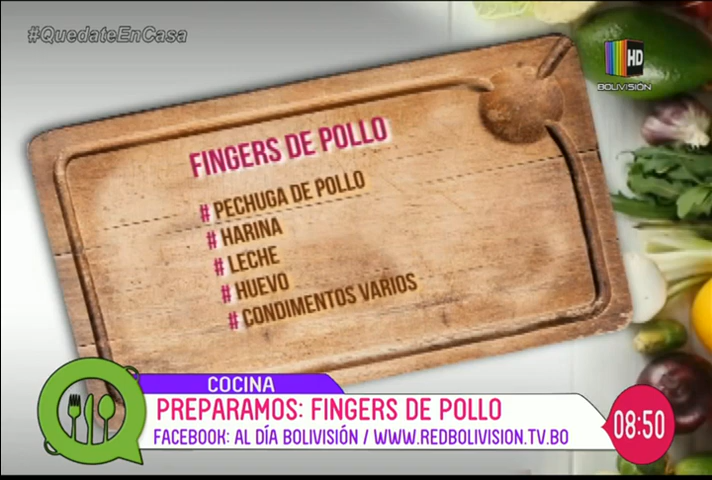 #QuedateEnCasa
HD
BOLIVISIÓN
FINGERS DE POLLO
# PECHUGA DE POLLO
# HARINA
# LECHE
# HUEVO
# CONDIMENTOS VARIOS
COCINA
PREPARAMOS: FINGERS DE POLLO
FACEBOOK: AL DÍA BOLIVISIÓN / WWW.REDBOLIVISION.TV.BO
08:50